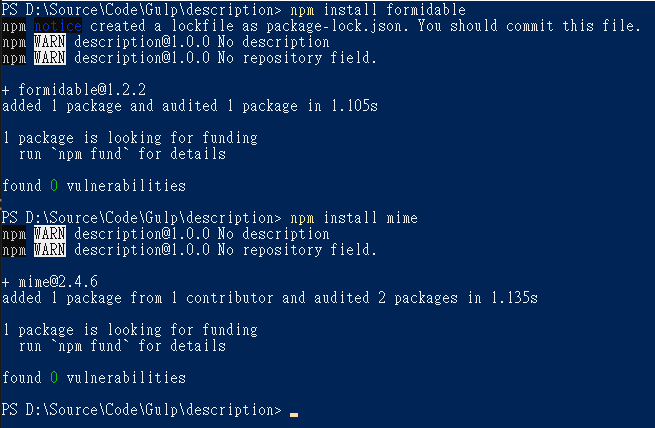 PS D:\Source\Code\Gulp\description> npm install formidable
npm notice created a lockfile as package-lock.json. You should commit this file.
npm WARN description@1.0.0 No description
npm WARN description@1.0.0 No repository field.
+ formidable@1.2.2
added 1 package and audited 1 package in 1.105s
1 package is looking for funding
run `npm fund` for details
found 0 vulnerabilities
PS D:\Source\Code\Gulp\description> npm install mime
npm WARN description@1.0.0 No description
npm WARN description@1.0.0 No repository field.
+ mime@2.4.6
added 1 package from 1 contributor and audited 2 packages in 1.135s
1 package is looking for funding
run `npm fund` for details
found 0 vulnerabilities
PS D:\Source\Code\Gulp\description>